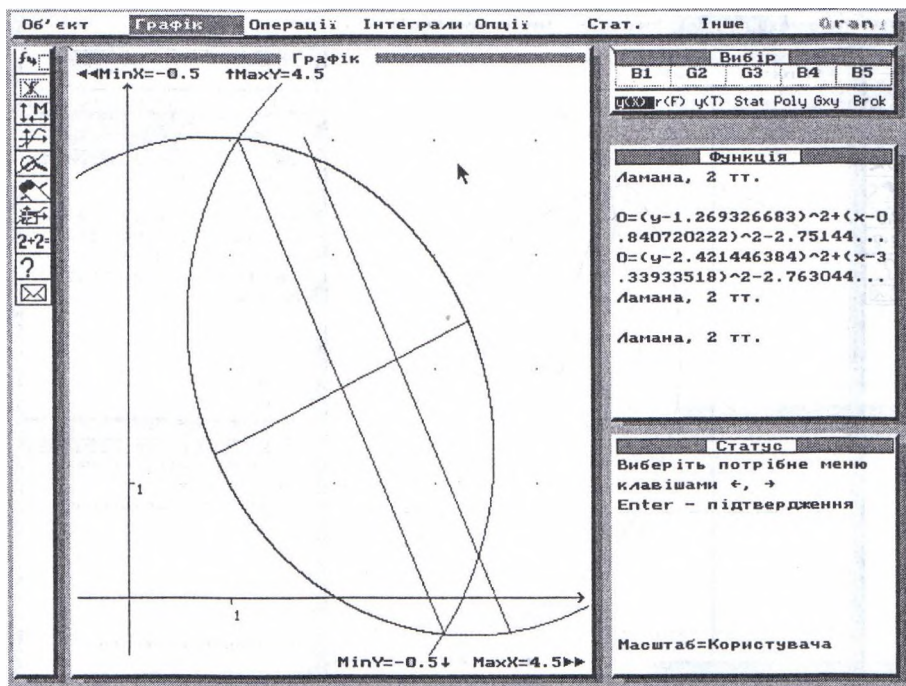 Об'єкт Графік Операції Інтеграли Опції Стат. Інше Gran1
Графік
◄◄MinX=-0.5 ↑MaxY=4.5
1
1
MinY=-0.5↓ MaxX=4.5►►
2+2=
?
Вибір
B1 G2 G3 B4 B5
y(X) r(F) y(T) Stat Poly Gxy Brok
Функція
Ламана, 2 тт.
0=(y-1.269326683)^2+(x-0
.840720222)^2-2.75144...
0=(y-2.421446384)^2+(x-3
.33933518)^2-2.763044...
Ламана, 2 тт.
Ламана, 2 тт.
Статус
Виберіть потрібне меню
клавішами ←, →
Enter - підтвердження
Масштаб=Користувача